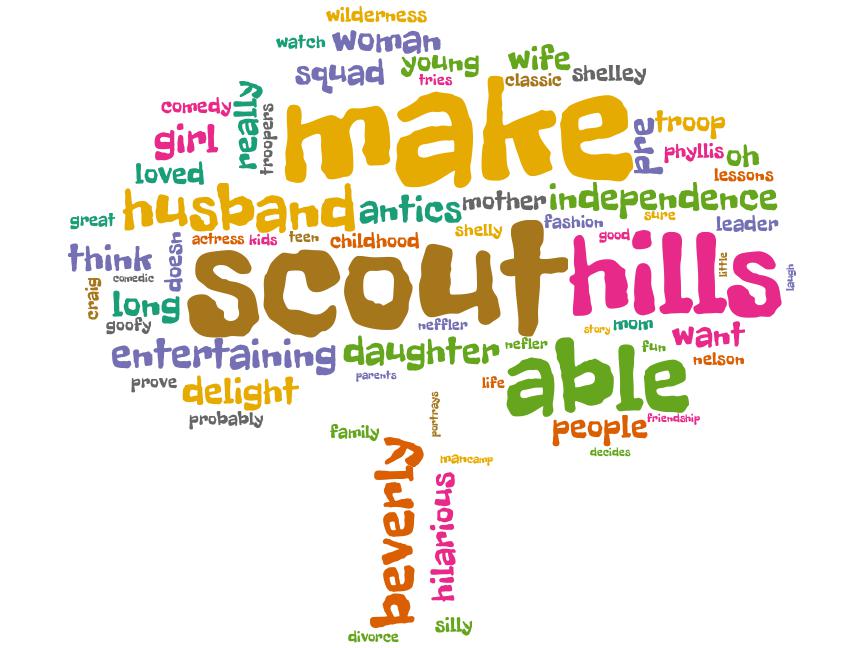 wilderness
watch woman
squad young wife
tries classic shelley
comedy really troopers make pre troop
girl phyllis oh
loved lessons
great husband antics mother independence
fashion sure leader
actress kids teen childhood shelly good
think doesn scout hills little laugh
comedic
craig long
goofy neffler story mom want
entertaining daughter nefler fun nelson
prove delight parents life able
probably portrays people friendship
family decides
beverly mancamp
hilarious
divorce silly